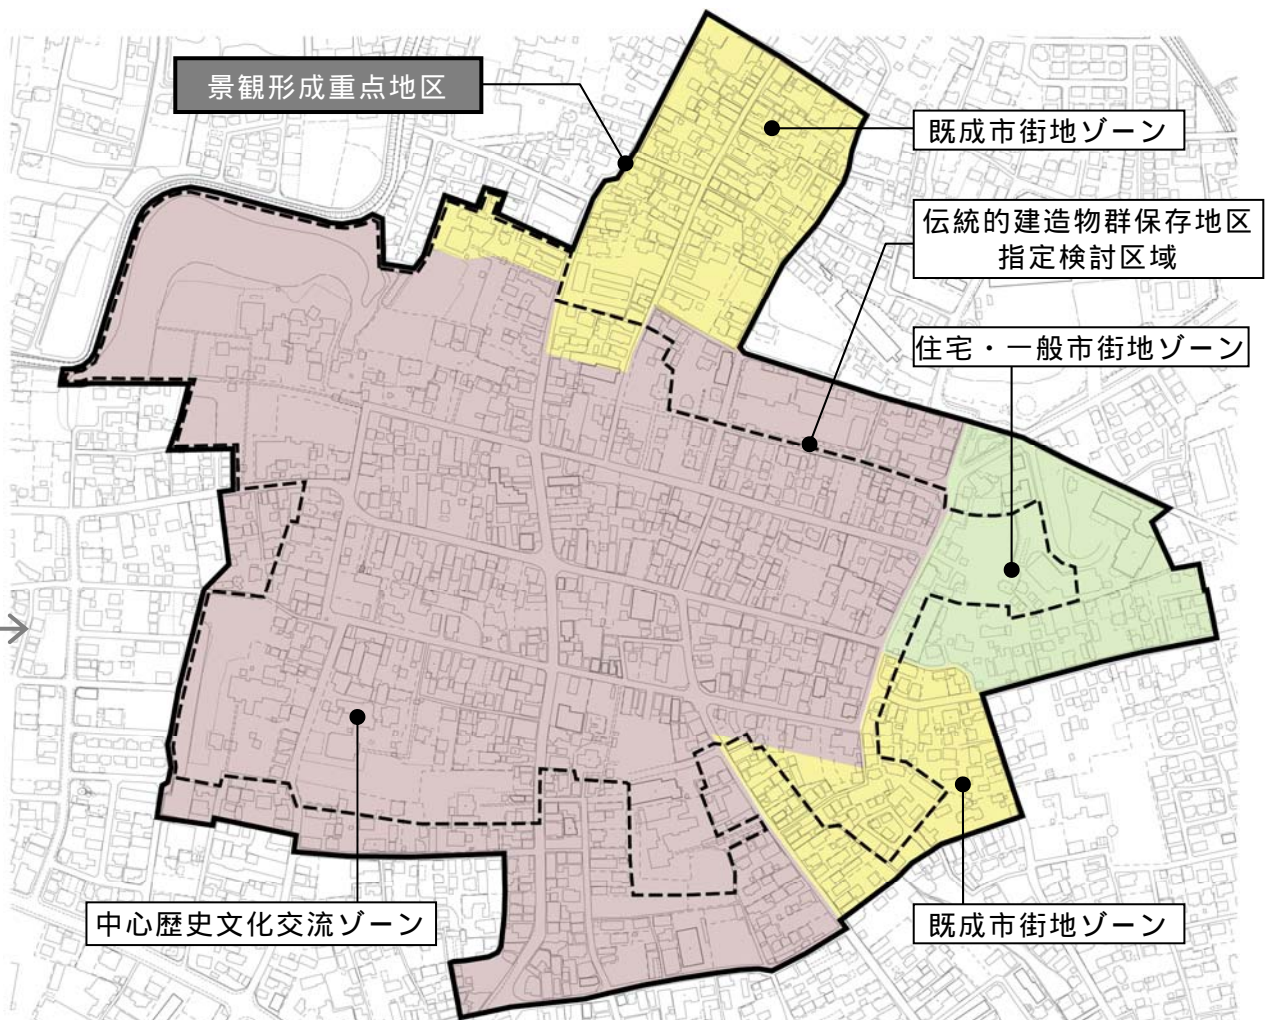 景観形成重点地区
既成市街地ゾーン
伝統的建造物群保存地区
指定検討区域
住宅・一般市街地ゾーン
中心歴史文化交流ゾーン
既成市街地ゾーン